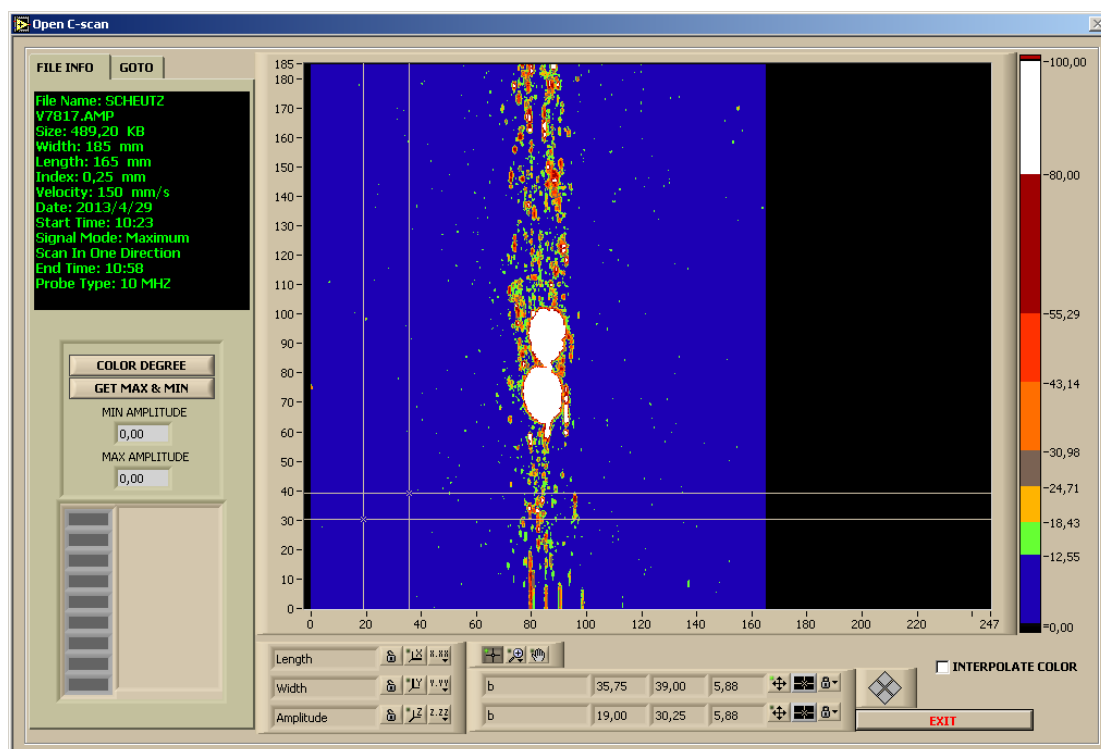 Open C-scan
FILE INFO
GOTO
File Name: SCHEUTZ
V7817.AMP
Size: 489,20 KB
Width: 185 mm
Length: 165 mm
Index: 0,25 mm
Velocity: 150 mm/s
Date: 2013/4/29
Start Time: 10:23
Signal Mode: Maximum
Scan In One Direction
End Time: 10:58
Probe Type: 10 MHZ
COLOR DEGREE
GET MAX & MIN
MIN AMPLITUDE
0,00
MAX AMPLITUDE
0,00
185
180
170
160
150
140
130
120
110
100
90
80
70
60
50
40
30
20
10
0
0 20 40 60 80 100 120 140 160 180 200 220 247
100,00
80,00
55,29
43,14
30,98
24,71
18,43
12,55
0,00
Length X X.XX
Width Y Y.YY
Amplitude Z Z.ZZ
b 35,75 39,00 5,88
b 19,00 30,25 5,88
INTERPOLATE COLOR
EXIT